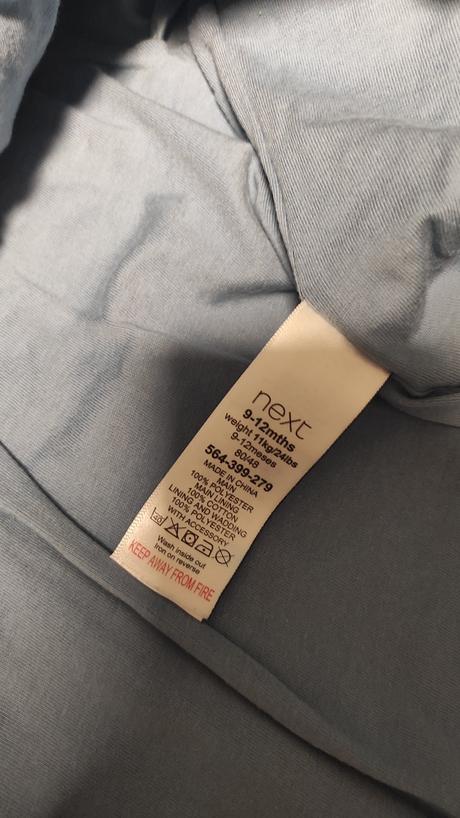 next
9-12mths
weight 11kg/24lbs
9-12meses
80/48
564-399-279
MADE IN CHINA
MAIN
100% POLYESTER
MAIN LINING
100% COTTON
LINING AND WADDING
100% POLYESTER
WITH ACCESSORY
40
Wash inside out
Iron on reverse
KEEP AWAY FROM FIRE